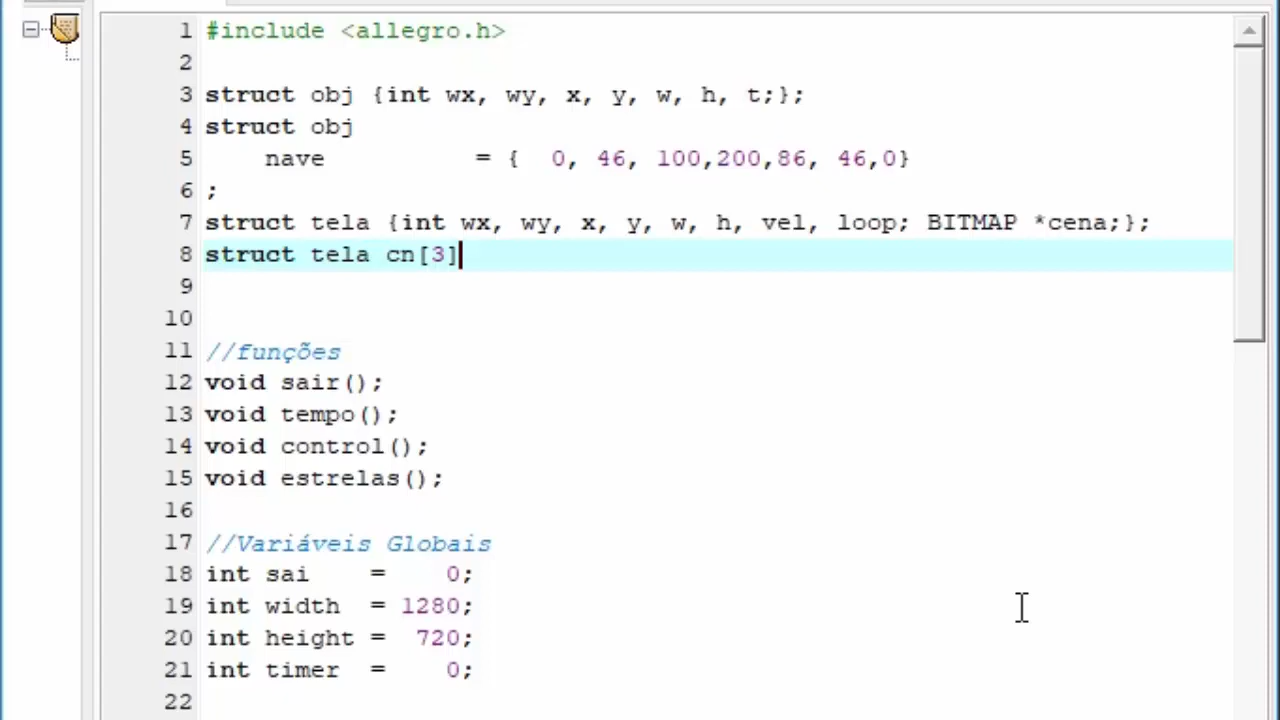 1 #include <allegro.h>
2
3 struct obj {int wx, wy, x, y, w, h, t;};
4 struct obj
5     nave          = {  0, 46, 100,200,86, 46,0}
6 ;
7 struct tela {int wx, wy, x, y, w, h, vel, loop; BITMAP *cena;};
8 struct tela cn[3]
9
10
11 //funções
12 void sair();
13 void tempo();
14 void control();
15 void estrelas();
16
17 //Variáveis Globais
18 int sai    =    0;
19 int width  = 1280;
20 int height =  720;
21 int timer  =    0;
22